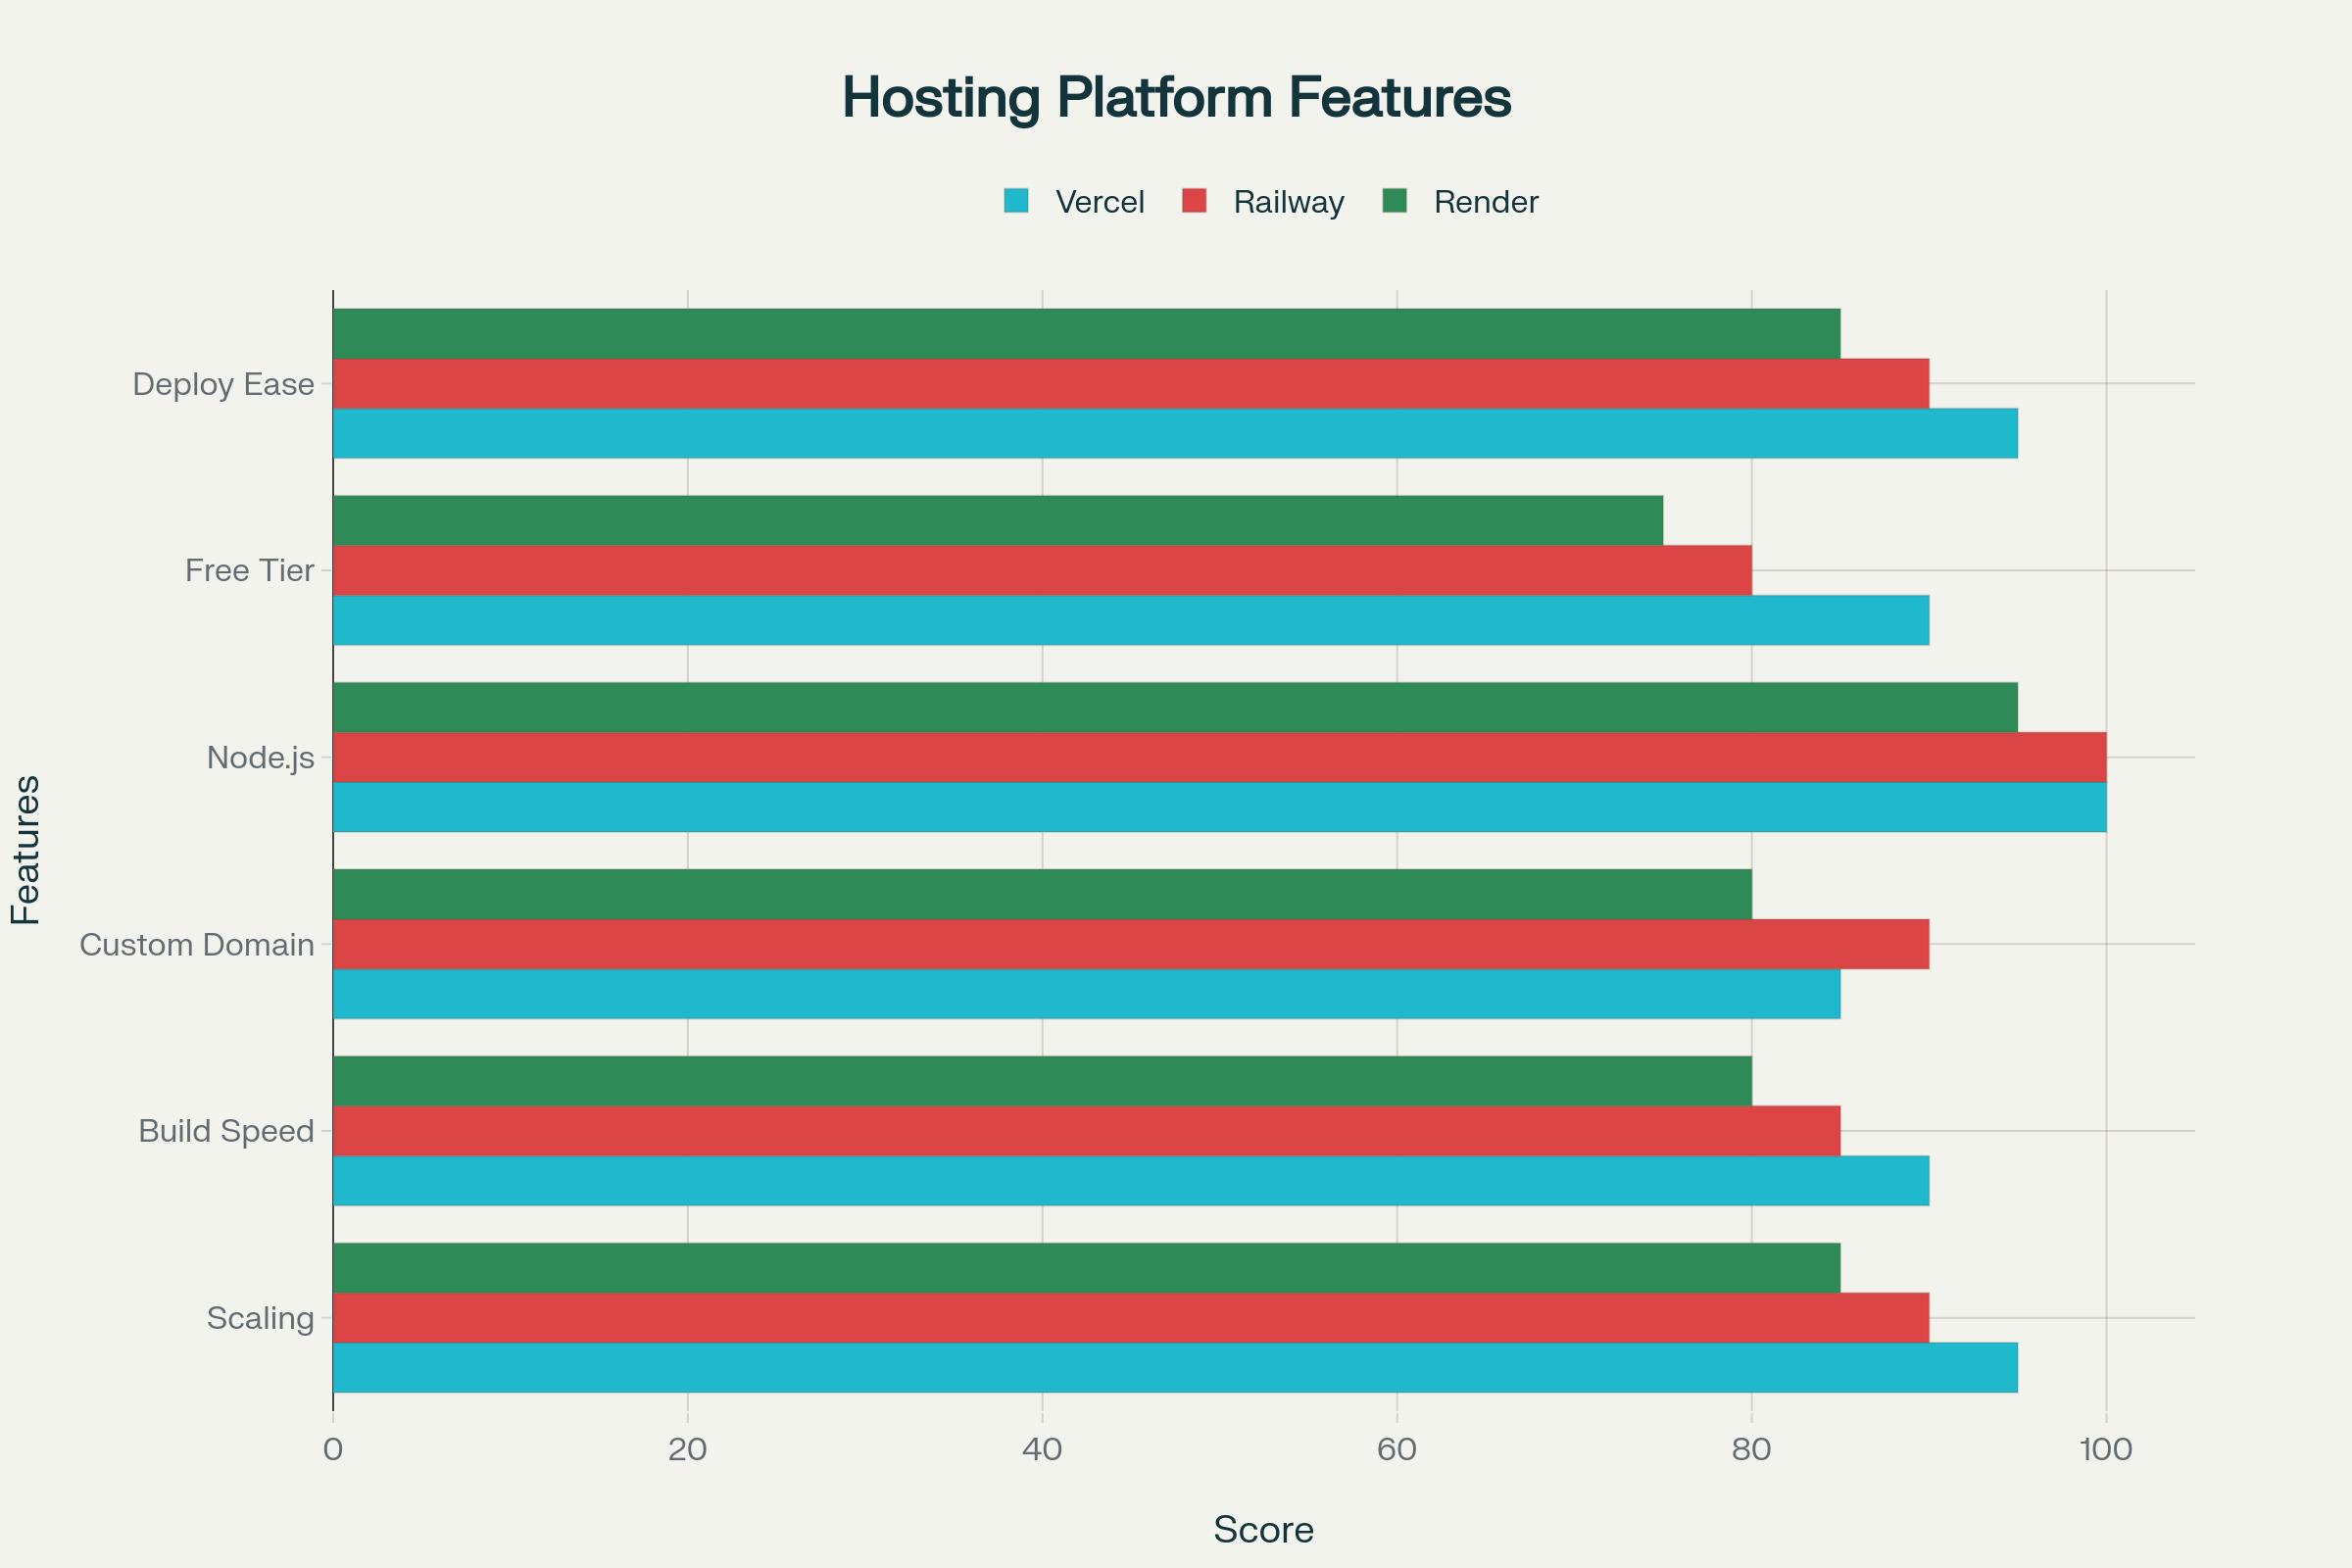 Hosting Platform Features
Vercel Railway Render
Deploy Ease
Free Tier
Node.js
Custom Domain
Build Speed
Scaling
Features
0 20 40 60 80 100
Score